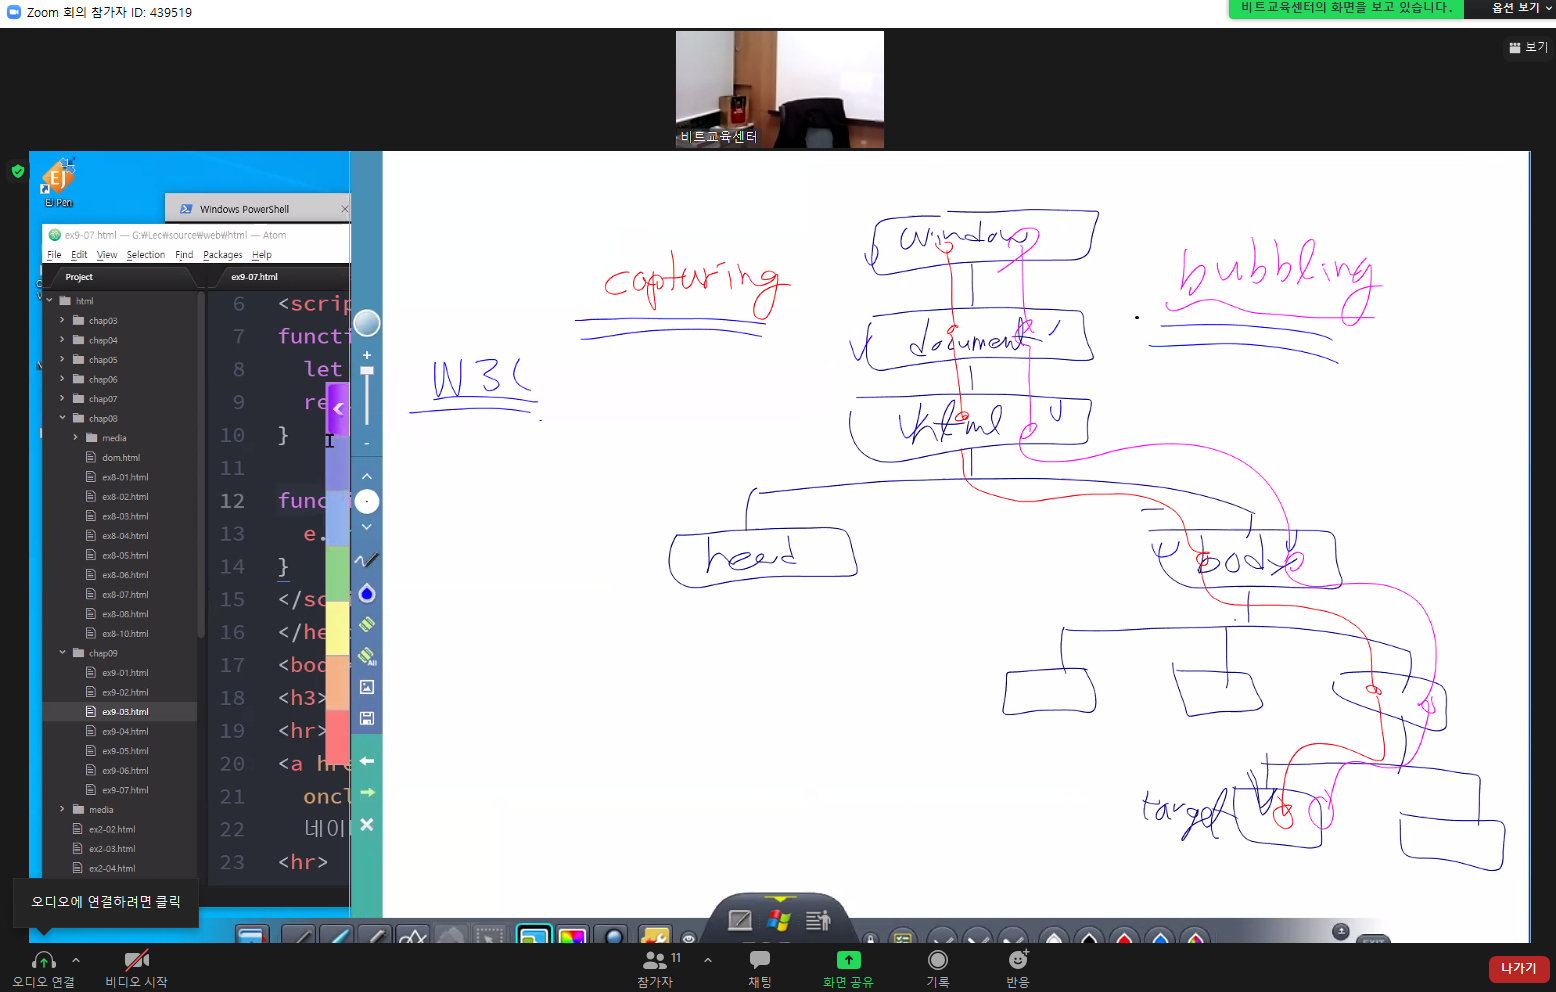 Zoom 회의 참가자 ID: 439519
비트교육센터의 화면을 보고 있습니다.
옵션 보기
보기
비트교육센터
EJ Pen
Windows PowerShell
ex9-07.html — G:₩Lec₩source₩web₩html — Atom
File Edit View Selection Find Packages Help
Project
ex9-07.html
html
chap03
chap04
chap05
chap06
chap07
chap08
media
dom.html
ex8-01.html
ex8-02.html
ex8-03.html
ex8-04.html
ex8-05.html
ex8-06.html
ex8-07.html
ex8-08.html
ex8-10.html
chap09
ex9-01.html
ex9-02.html
ex9-03.html
ex9-04.html
ex9-05.html
ex9-06.html
ex9-07.html
media
ex2-02.html
ex2-03.html
ex2-04.html
6 <scrip
7 functi
8 let
9 re
10 }
11
12 func
13 e.
14 }
15 </sc
16 </he
17 <boo
18 <h3>
19 <hr>
20 <a hr
21 oncl
22 네이
23 <hr>
All
capturing
W3C
window
document
html
head
body
target
bubbling
오디오에 연결하려면 클릭
EXIT
오디오 연결
비디오 시작
참가자
11
채팅
화면 공유
기록
반응
나가기